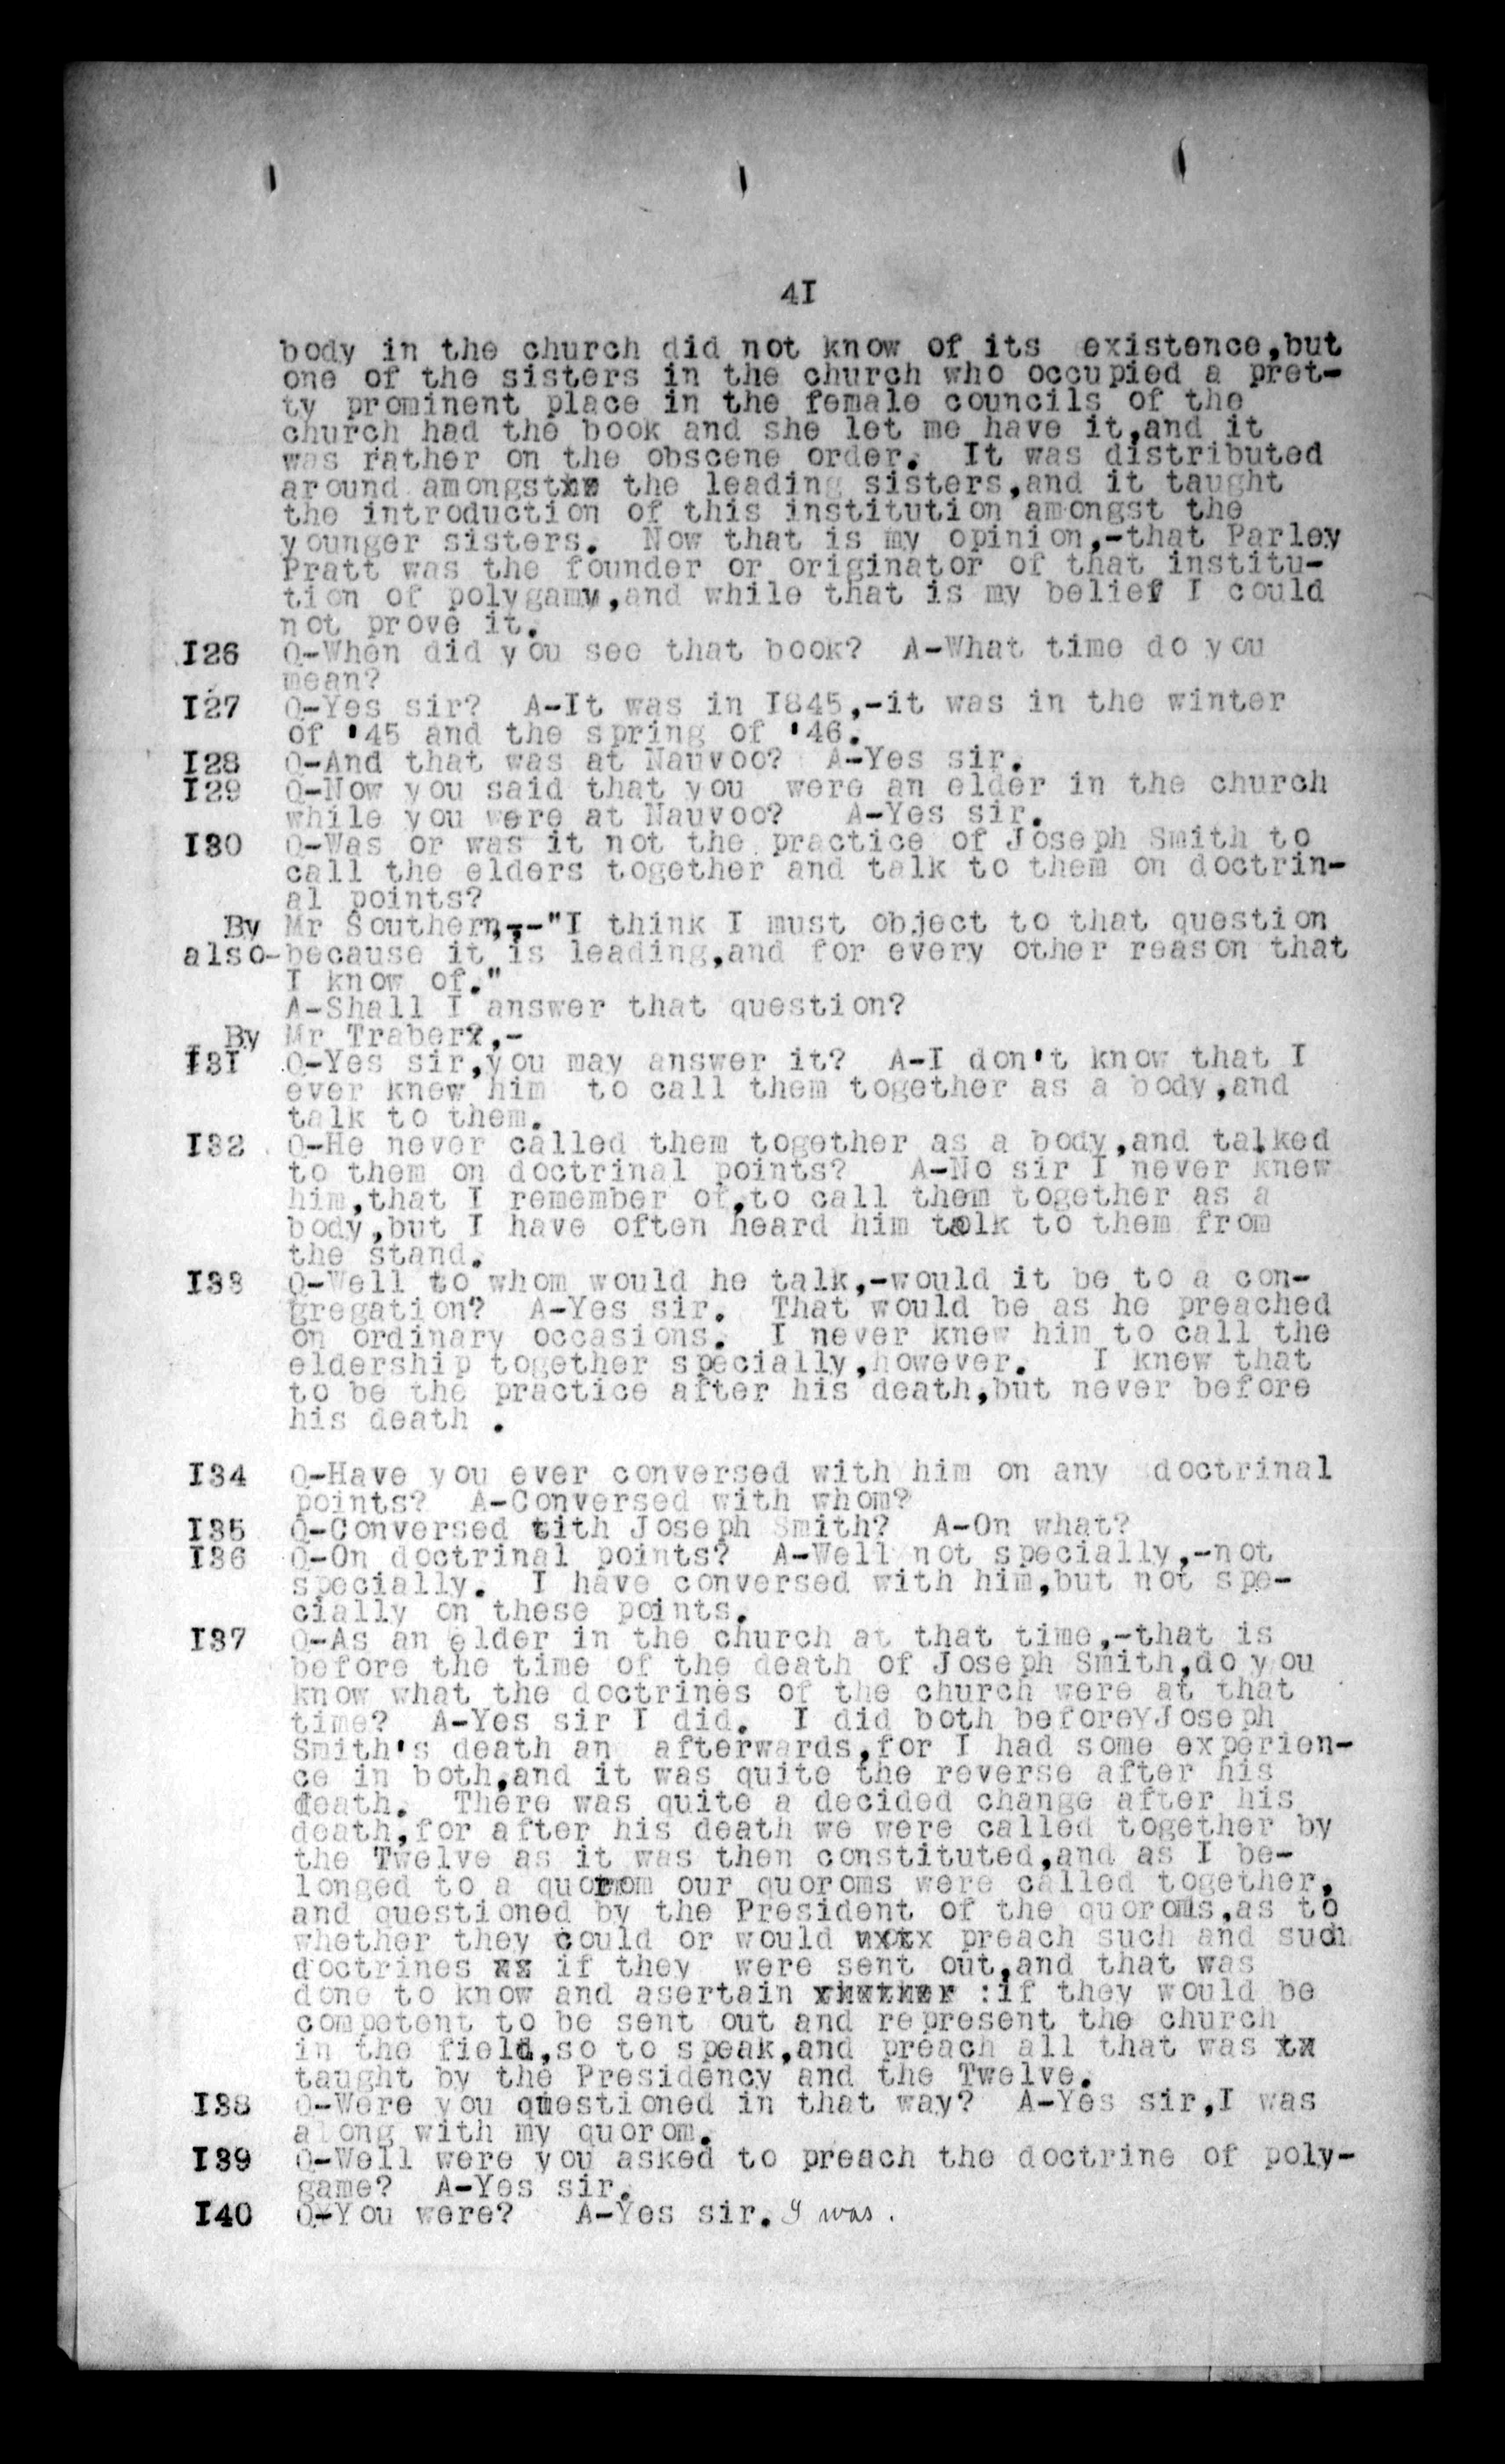 4I
body in the church did not know of its existence,but
one of the sisters in the church who occupied a pret-
ty prominent place in the female councils of the
church had the book and she let me have it,and it
was rather on the obscene order. It was distributed
around amongst the leading sisters,and it taught
the introduction of this institution amongst the
younger sisters. Now that is my opinion,-that Parley
Pratt was the founder or originator of that institu-
tion of polygamy,and while that is my belief I could
not prove it.
I26 Q-When did you see that book? A-What time do you
mean?
I27 Q-Yes sir? A-It was in I845,-it was in the winter
of '45 and the spring of '46.
I28 Q-And that was at Nauvoo? A-Yes sir.
I29 Q-Now you said that you were an elder in the church
while you were at Nauvoo? A-Yes sir.
I30 Q-Was or was it not the practice of Joseph Smith to
call the elders together and talk to them on doctrin-
al points?
By Mr Southern,--"I think I must object to that question
also-because it is leading,and for every other reason that
I know of."
A-Shall I answer that question?
By Mr Traber,-
I3I Q-Yes sir,you may answer it? A-I don't know that I
ever knew him to call them together as a body,and
talk to them.
I32 Q-He never called them together as a body,and talked
to them on doctrinal points? A-No sir I never knew
him,that I remember of,to call them together as a
body,but I have often heard him talk to them from
the stand.
I33 Q-Well to whom would he talk,-would it be to a con-
gregation? A-Yes sir. That would be as he preached
on ordinary occasions. I never knew him to call the
eldership together specially,however. I knew that
to be the practice after his death,but never before
his death .
I34 Q-Have you ever conversed with him on any doctrinal
points? A-Conversed with whom?
I35 Q-Conversed tith Joseph Smith? A-On what?
I36 Q-On doctrinal points? A-Well not specially,-not
specially. I have conversed with him,but not spe-
cially on these points.
I37 Q-As an elder in the church at that time,-that is
before the time of the death of Joseph Smith,do you
know what the doctrines of the church were at that
time? A-Yes sir I did. I did both beforeyJoseph
Smith's death an afterwards,for I had some experien-
ce in both,and it was quite the reverse after his
death. There was quite a decided change after his
death,for after his death we were called together by
the Twelve as it was then constituted,and as I be-
longed to a quorom our quoroms were called together,
and questioned by the President of the quoroms,as to
whether they could or would preach such and such
doctrines if they were sent out,and that was
done to know and asertain :if they would be
competent to be sent out and represent the church
in the field,so to speak,and preach all that was
taught by the Presidency and the Twelve.
I38 Q-Were you questioned in that way? A-Yes sir,I was
along with my quorom.
I39 Q-Well were you asked to preach the doctrine of poly-
game? A-Yes sir.
I40 Q-You were? A-Yes sir. I was.